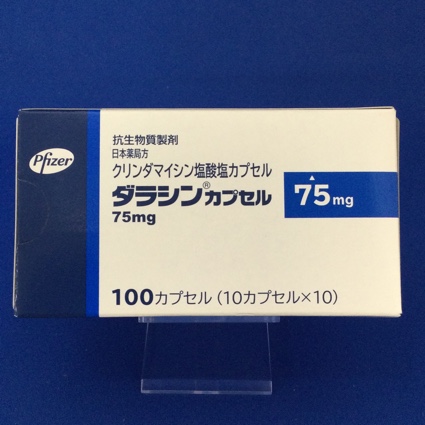 Pfizer
抗生物質製剤
日本薬局方
クリンダマイシン塩酸塩カプセル
ダラシン®カプセル
75mg
75mg
100カプセル（10カプセル×10）